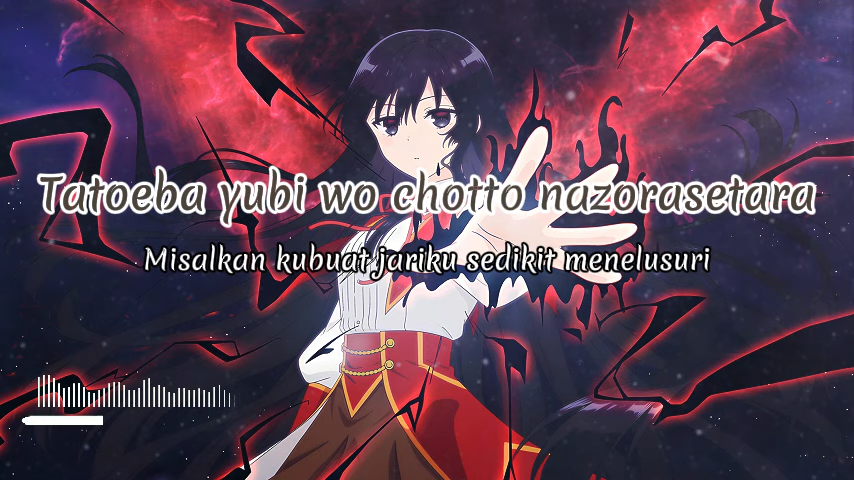 Tatoeba yubi wo chotto nazorasetara
Misalkan kubuat jariku sedikit menelusuri